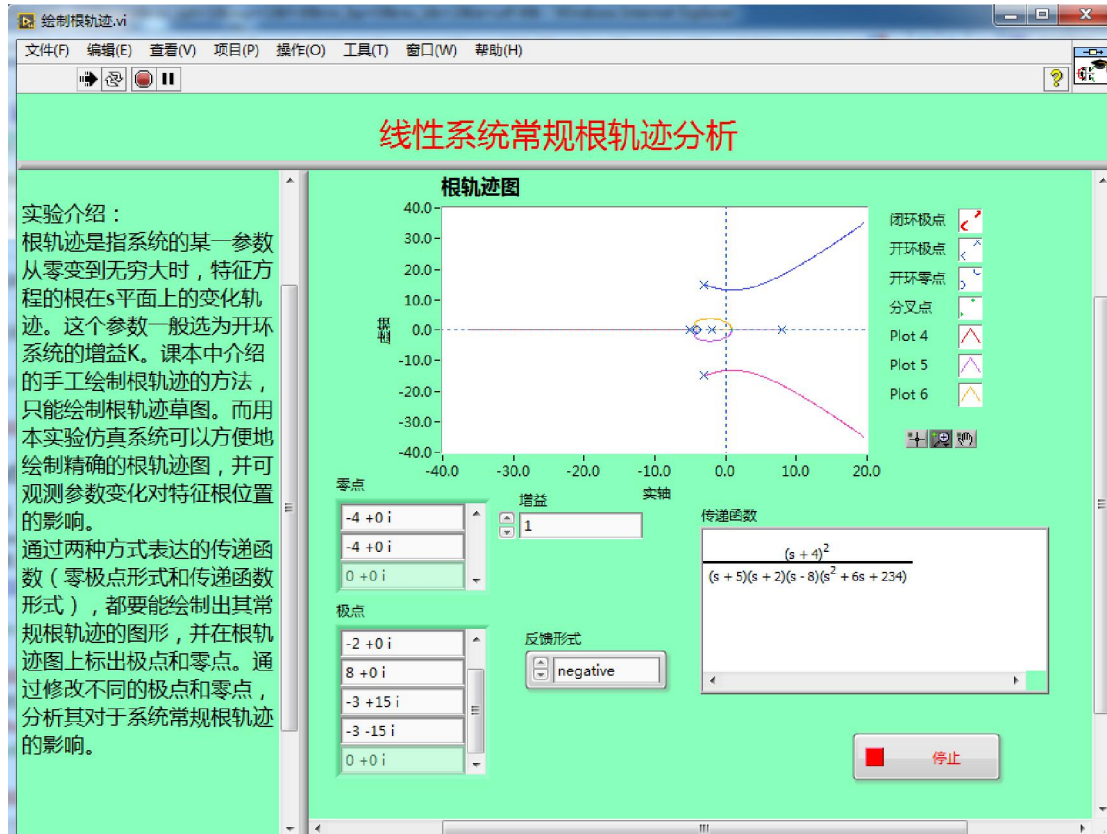 绘制根轨迹.vi
文件(F) 编辑(E) 查看(V) 项目(P) 操作(O) 工具(T) 窗口(W) 帮助(H)
线性系统常规根轨迹分析
实验介绍：
根轨迹是指系统的某一参数
从零变到无穷大时，特征方
程的根在s平面上的变化轨
迹。这个参数一般选为开环
系统的增益K。课本中介绍
的手工绘制根轨迹的方法，
只能绘制根轨迹草图。而用
本实验仿真系统可以方便地
绘制精确的根轨迹图，并可
观测参数变化对特征根位置
的影响。
通过两种方式表达的传递函
数（零极点形式和传递函数
形式），都要能绘制出其常
规根轨迹的图形，并在根轨
迹图上标出极点和零点。通
过修改不同的极点和零点，
分析其对于系统常规根轨迹
的影响。
根轨迹图
40.0
30.0
20.0
10.0
0.0
-10.0
-20.0
-30.0
-40.0
-40.0 -30.0 -20.0 -10.0 0.0 10.0 20.0
实轴
闭环极点
开环极点
开环零点
分叉点
Plot 4
Plot 5
Plot 6
零点
-4 +0 i
-4 +0 i
0 +0 i
增益
1
极点
-2 +0 i
8 +0 i
-3 +15 i
-3 -15 i
0 +0 i
反馈形式
negative
传递函数
(s + 4)²
(s + 5)(s + 2)(s - 8)(s² + 6s + 234)
停止